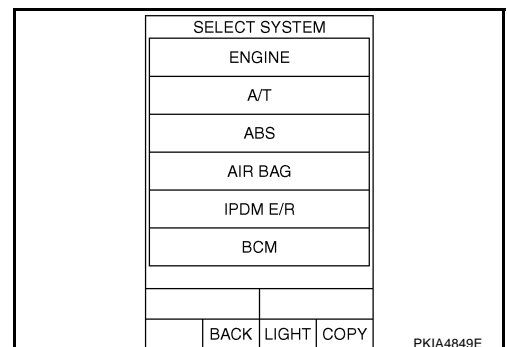 SELECT SYSTEM
ENGINE
A/T
ABS
AIR BAG
IPDM E/R
BCM
BACK LIGHT COPY
PKIA4849E